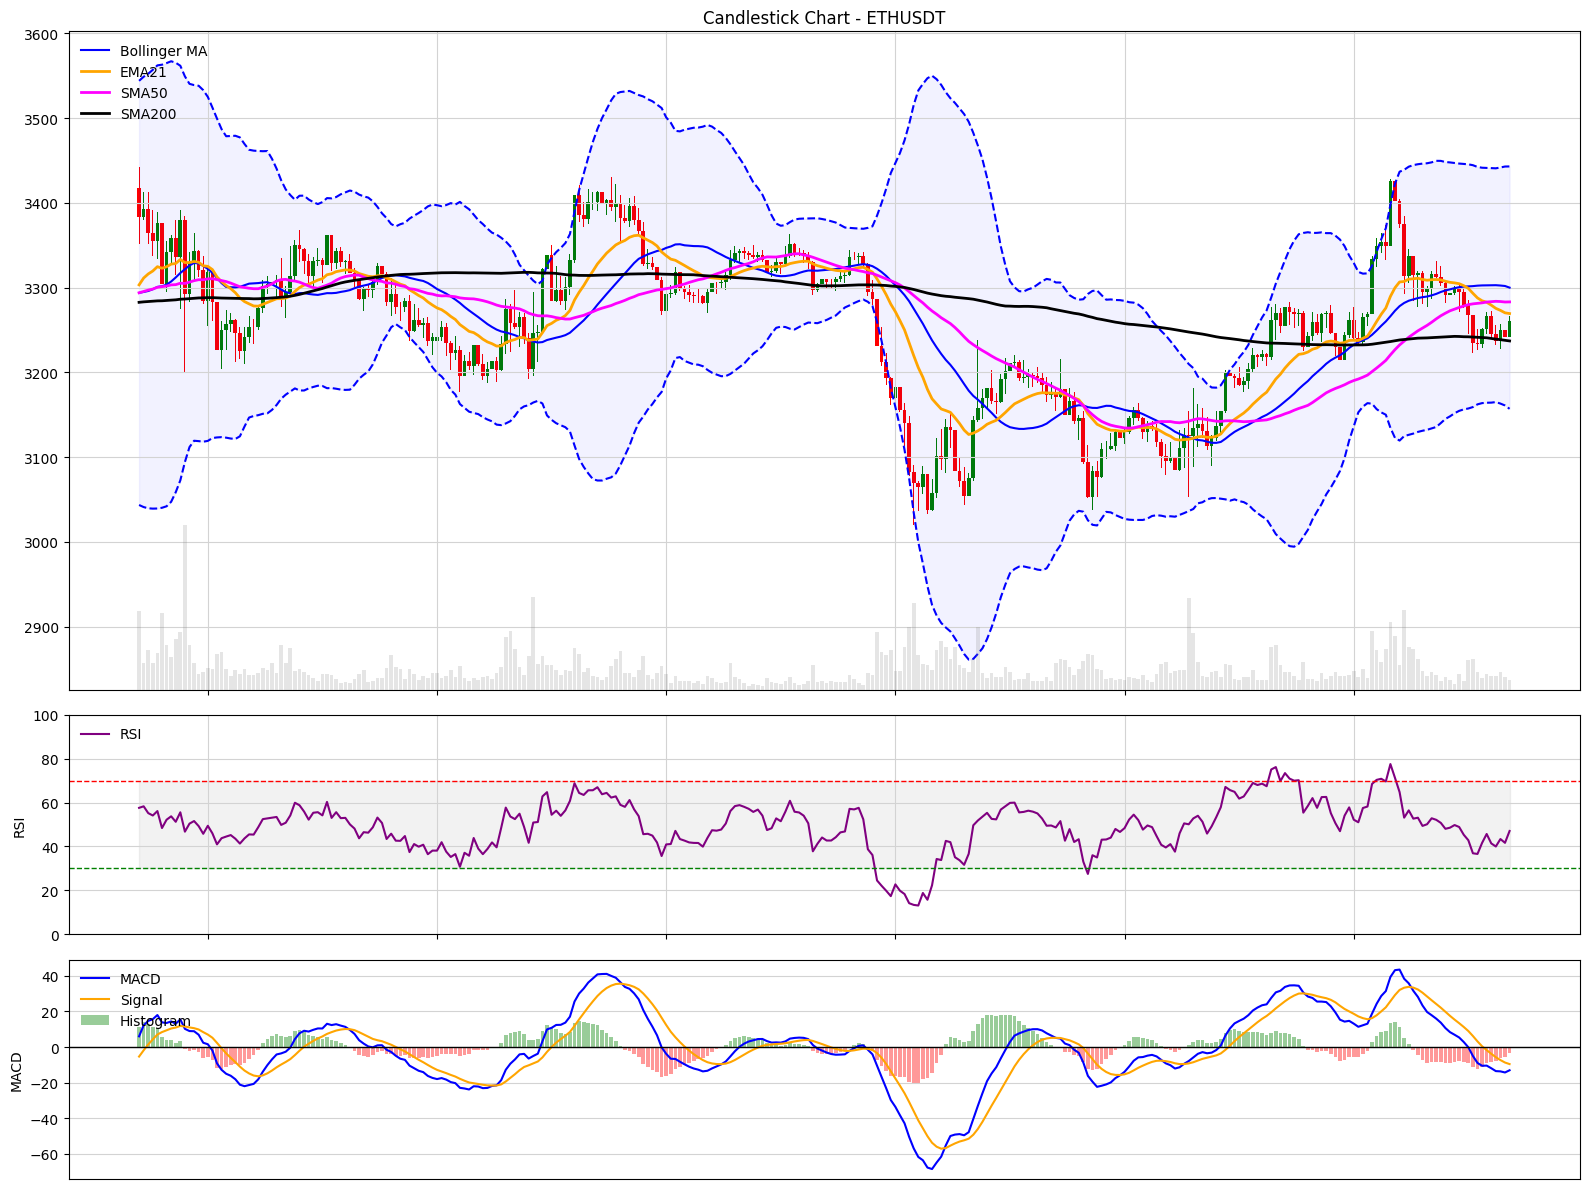 Candlestick Chart - ETHUSDT
3600
3500
3400
3300
3200
3100
3000
2900
Bollinger MA
EMA21
SMA50
SMA200
100
80
60
40
20
0
RSI
RSI
40
20
0
−20
−40
−60
MACD
MACD
Signal
Histogram